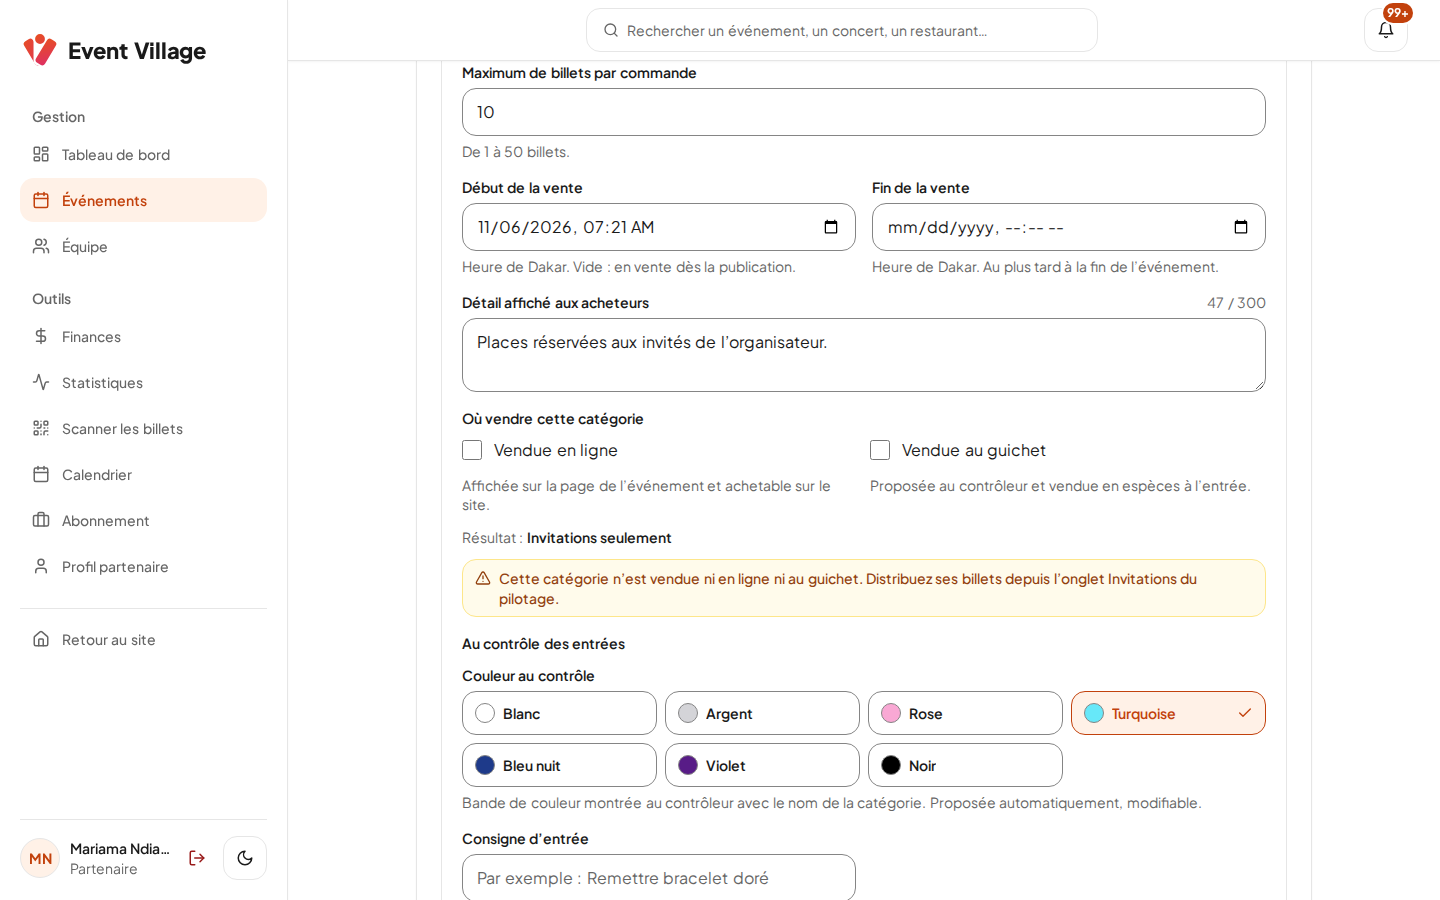 Event Village
Rechercher un événement, un concert, un restaurant…
99+
Gestion
Tableau de bord
Événements
Équipe
Outils
Finances
Statistiques
Scanner les billets
Calendrier
Abonnement
Profil partenaire
Retour au site
MN
Mariama Ndia…
Partenaire
Maximum de billets par commande
10
De 1 à 50 billets.
Début de la vente
Fin de la vente
11/06/2026, 07:21 AM
mm/dd/yyyy, --:-- --
Heure de Dakar. Vide : en vente dès la publication.
Heure de Dakar. Au plus tard à la fin de l’événement.
Détail affiché aux acheteurs
47 / 300
Places réservées aux invités de l’organisateur.
Où vendre cette catégorie
Vendue en ligne
Vendue au guichet
Affichée sur la page de l’événement et achetable sur le
site.
Proposée au contrôleur et vendue en espèces à l’entrée.
Résultat : Invitations seulement
Cette catégorie n’est vendue ni en ligne ni au guichet. Distribuez ses billets depuis l’onglet Invitations du
pilotage.
Au contrôle des entrées
Couleur au contrôle
Blanc
Argent
Rose
Turquoise
Bleu nuit
Violet
Noir
Bande de couleur montrée au contrôleur avec le nom de la catégorie. Proposée automatiquement, modifiable.
Consigne d’entrée
Par exemple : Remettre bracelet doré